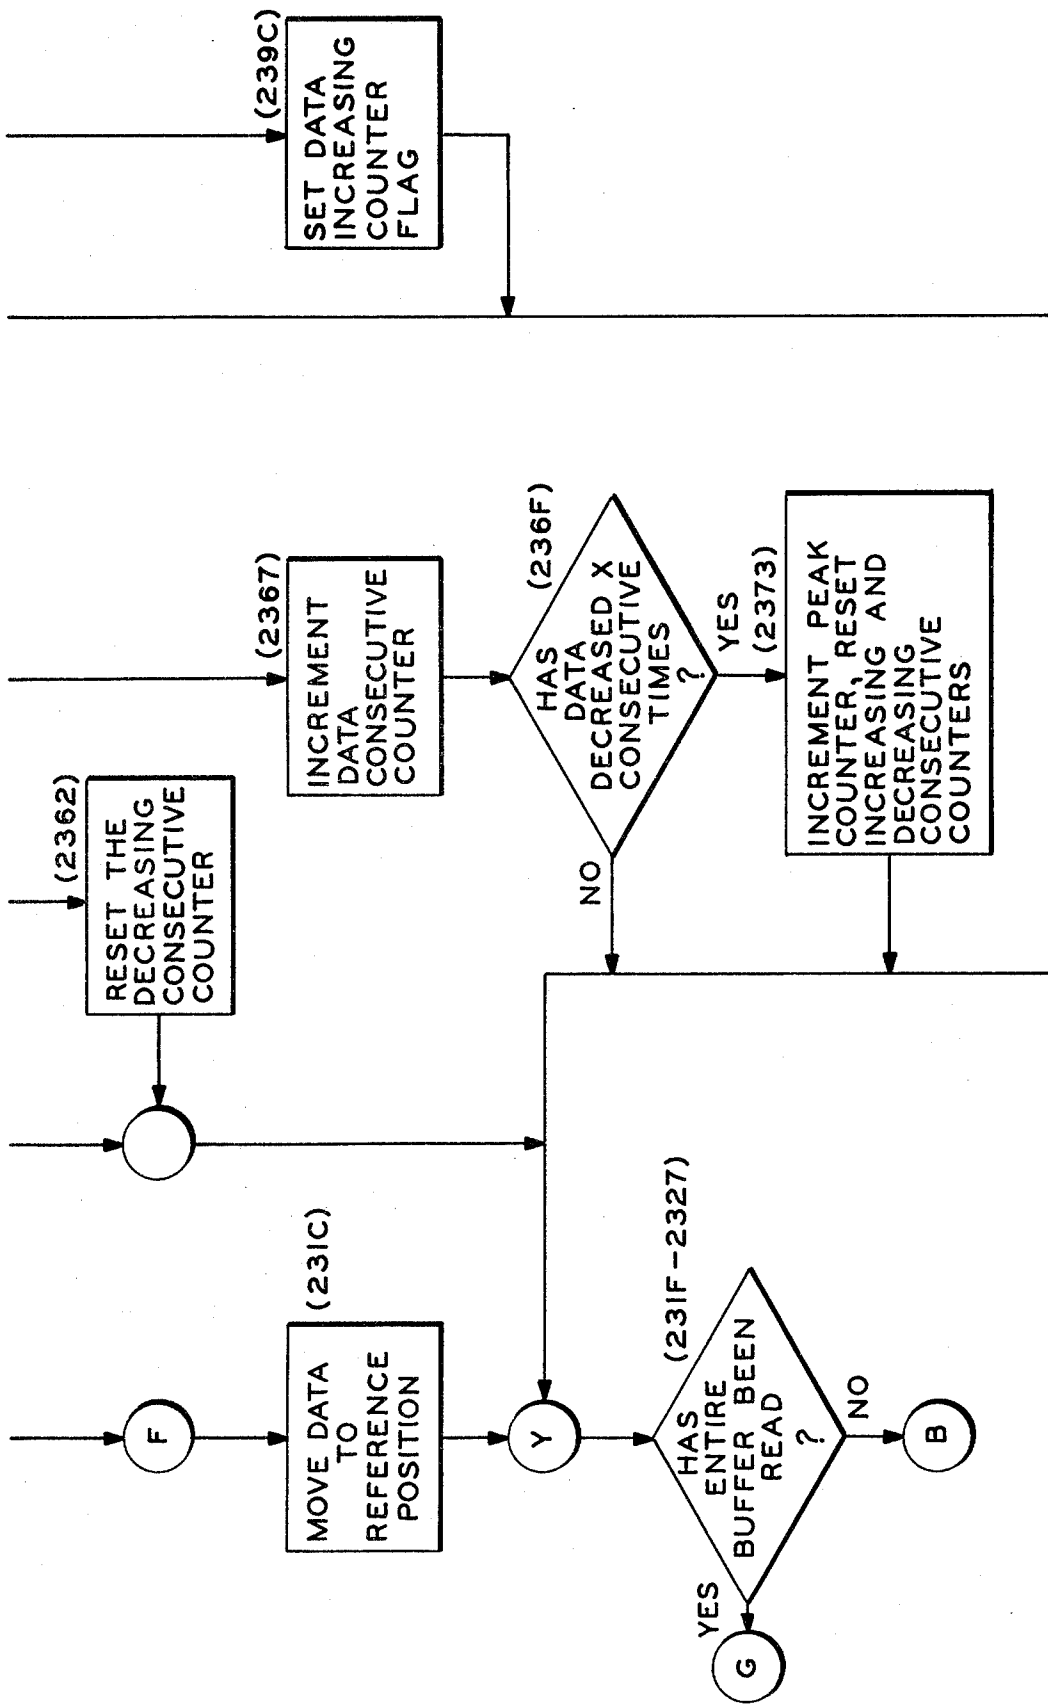 F
MOVE DATA
TO
REFERENCE
POSITION
(231C)
Y
HAS
ENTIRE
BUFFER BEEN
READ
?
(231F-2327)
YES
G
NO
B
(2362)
RESET THE
DECREASING
CONSECUTIVE
COUNTER
(2367)
INCREMENT
DATA
CONSECUTIVE
COUNTER
(236F)
HAS
DATA
DECREASED X
CONSECUTIVE
TIMES
?
NO
YES
(2373)
INCREMENT PEAK
COUNTER, RESET
INCREASING AND
DECREASING
CONSECUTIVE
COUNTERS
(239C)
SET DATA
INCREASING
COUNTER
FLAG